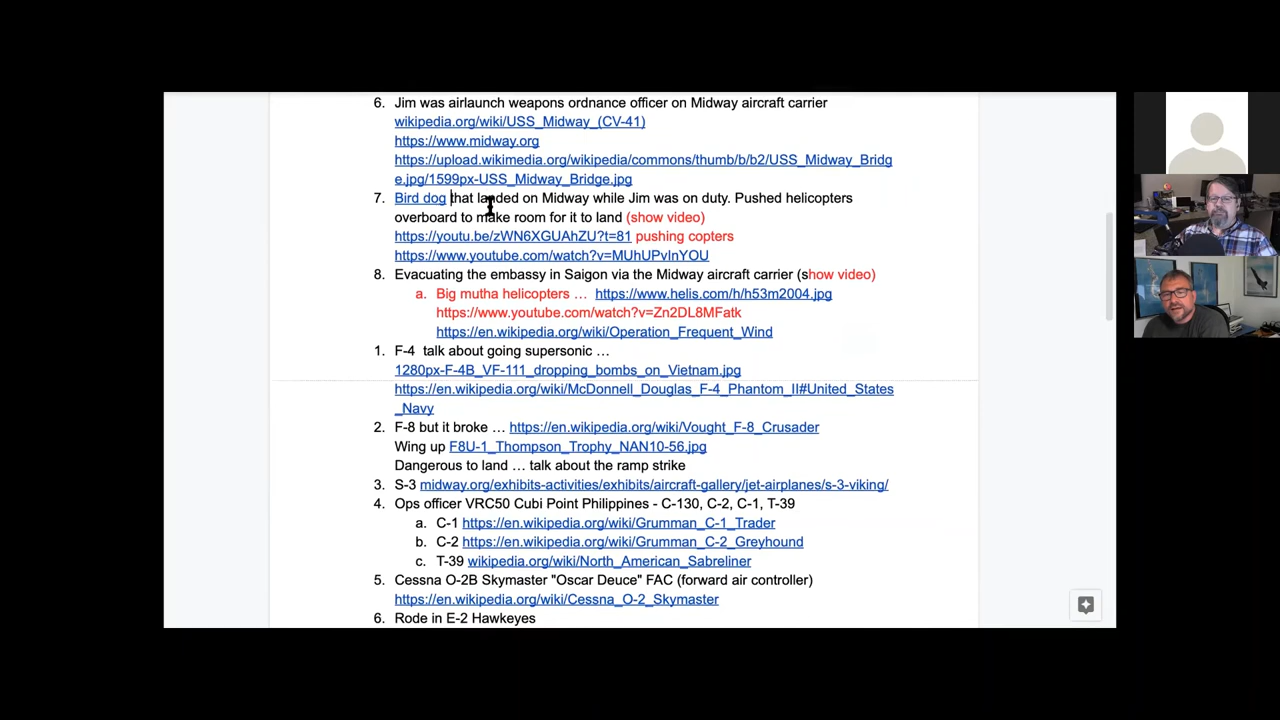 6. Jim was airlaunch weapons ordnance officer on Midway aircraft carrier
wikipedia.org/wiki/USS_Midway_(CV-41)
https://www.midway.org
https://upload.wikimedia.org/wikipedia/commons/thumb/b/b2/USS_Midway_Bridg
e.jpg/1599px-USS_Midway_Bridge.jpg
7. Bird dog that landed on Midway while Jim was on duty. Pushed helicopters
overboard to make room for it to land (show video)
https://youtu.be/zWN6XGUAhZU?t=81 pushing copters
https://www.youtube.com/watch?v=MUhUPvInYOU
8. Evacuating the embassy in Saigon via the Midway aircraft carrier (show video)
a. Big mutha helicopters … https://www.helis.com/h/h53m2004.jpg
https://www.youtube.com/watch?v=Zn2DL8MFatk
https://en.wikipedia.org/wiki/Operation_Frequent_Wind
1. F-4 talk about going supersonic …
1280px-F-4B_VF-111_dropping_bombs_on_Vietnam.jpg
https://en.wikipedia.org/wiki/McDonnell_Douglas_F-4_Phantom_II#United_States
_Navy
2. F-8 but it broke … https://en.wikipedia.org/wiki/Vought_F-8_Crusader
Wing up F8U-1_Thompson_Trophy_NAN10-56.jpg
Dangerous to land … talk about the ramp strike
3. S-3 midway.org/exhibits-activities/exhibits/aircraft-gallery/jet-airplanes/s-3-viking/
4. Ops officer VRC50 Cubi Point Philippines - C-130, C-2, C-1, T-39
a. C-1 https://en.wikipedia.org/wiki/Grumman_C-1_Trader
b. C-2 https://en.wikipedia.org/wiki/Grumman_C-2_Greyhound
c. T-39 wikipedia.org/wiki/North_American_Sabreliner
5. Cessna O-2B Skymaster "Oscar Deuce" FAC (forward air controller)
https://en.wikipedia.org/wiki/Cessna_O-2_Skymaster
6. Rode in E-2 Hawkeyes